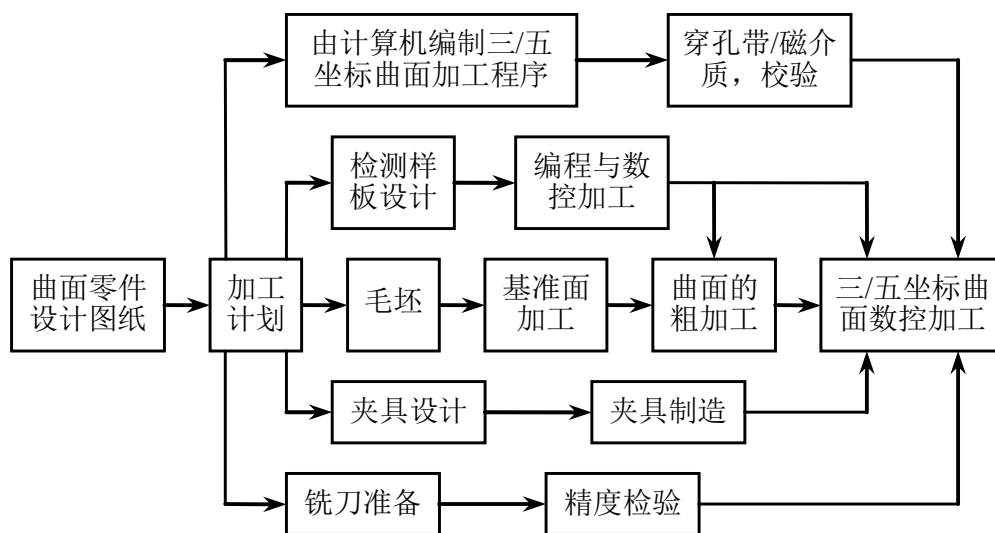 由计算机编制三/五
坐标曲面加工程序
穿孔带/磁介
质，校验
检测样
板设计
编程与数
控加工
曲面零件
设计图纸
加工
计划
毛坯
基准面
加工
曲面的
粗加工
三/五坐标曲
面数控加工
夹具设计
夹具制造
铣刀准备
精度检验